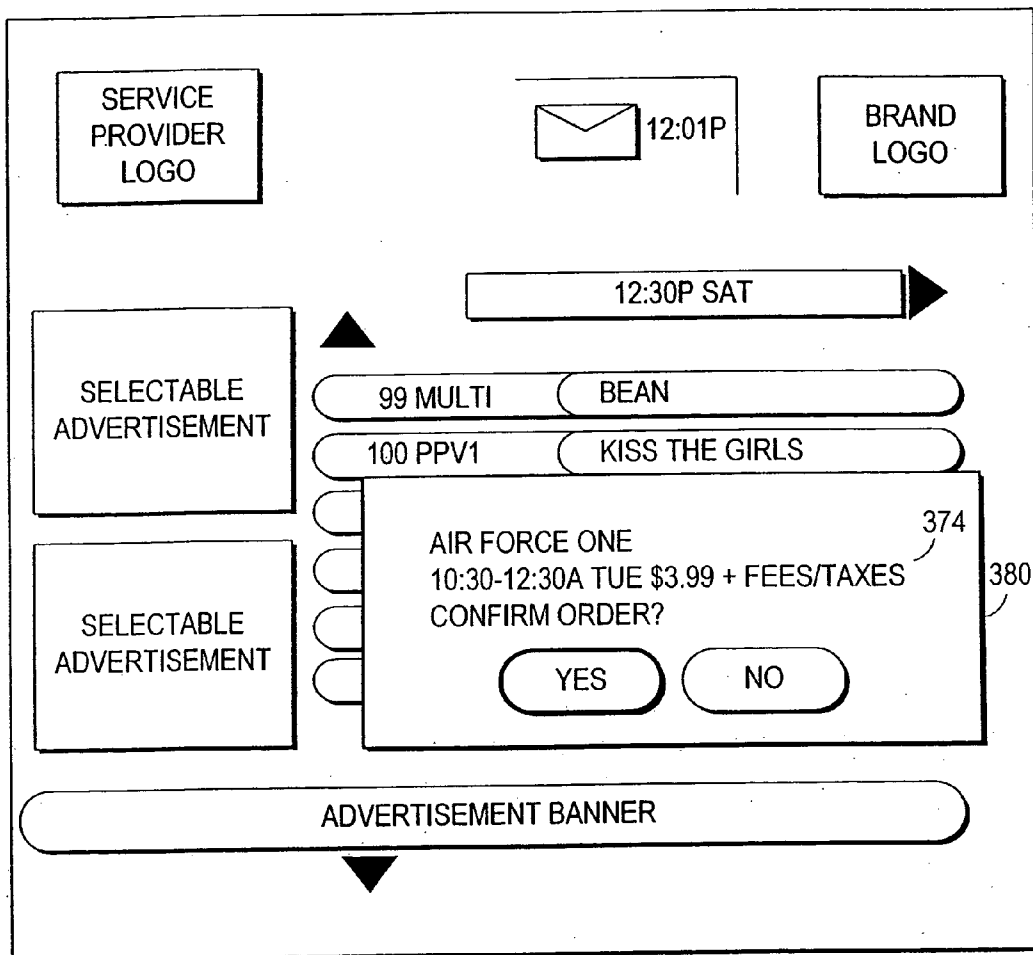 SERVICE
PROVIDER
LOGO
12:01P
BRAND
LOGO
12:30P SAT
SELECTABLE
ADVERTISEMENT
99 MULTI BEAN
100 PPV1 KISS THE GIRLS
AIR FORCE ONE
10:30-12:30A TUE $3.99 + FEES/TAXES
CONFIRM ORDER?
YES NO
374
380
SELECTABLE
ADVERTISEMENT
ADVERTISEMENT BANNER